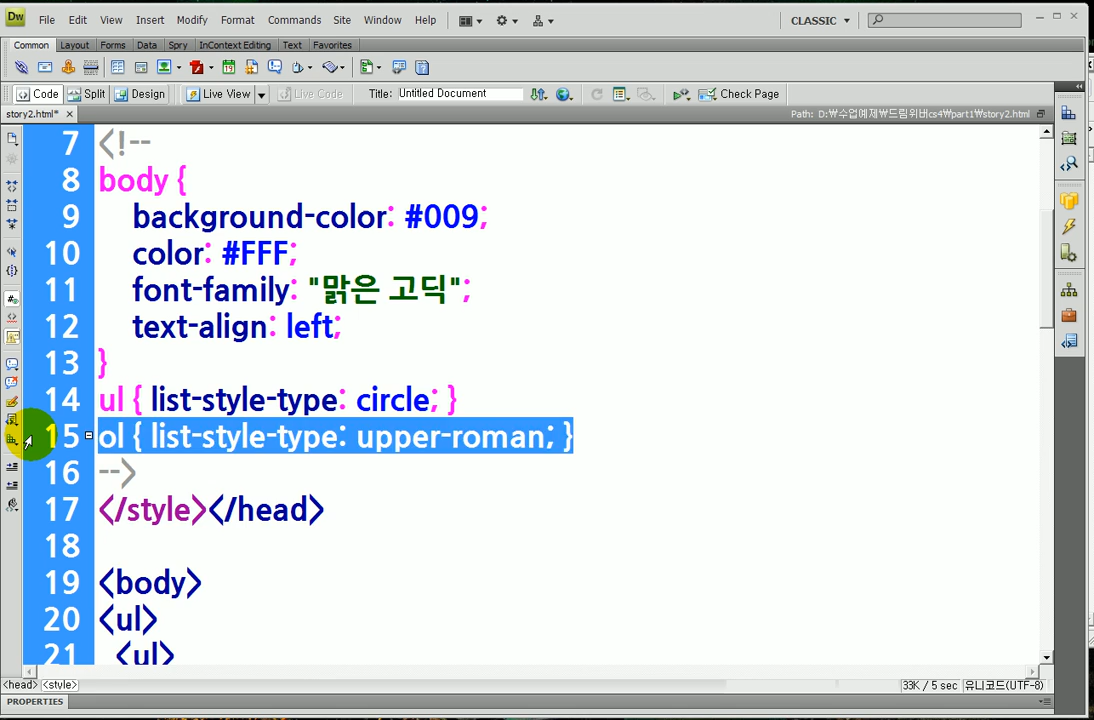 Dw File Edit View Insert Modify Format Commands Site Window Help CLASSIC
Common Layout Forms Data Spry InContext Editing Text Favorites
Code Split Design Live View Live Code Title: Untitled Document Check Page
story2.html* Path: D:₩수업예제₩드림위버cs4₩part1₩story2.html
7 <!--
8 body {
9 background-color: #009;
10 color: #FFF;
11 font-family: "맑은 고딕";
12 text-align: left;
13 }
14 ul { list-style-type: circle; }
15 ol { list-style-type: upper-roman; }
16 -->
17 </style></head>
18
19 <body>
20 <ul>
21 <ul>
<head> <style> 33K / 5 sec 유니코드(UTF-8)
PROPERTIES